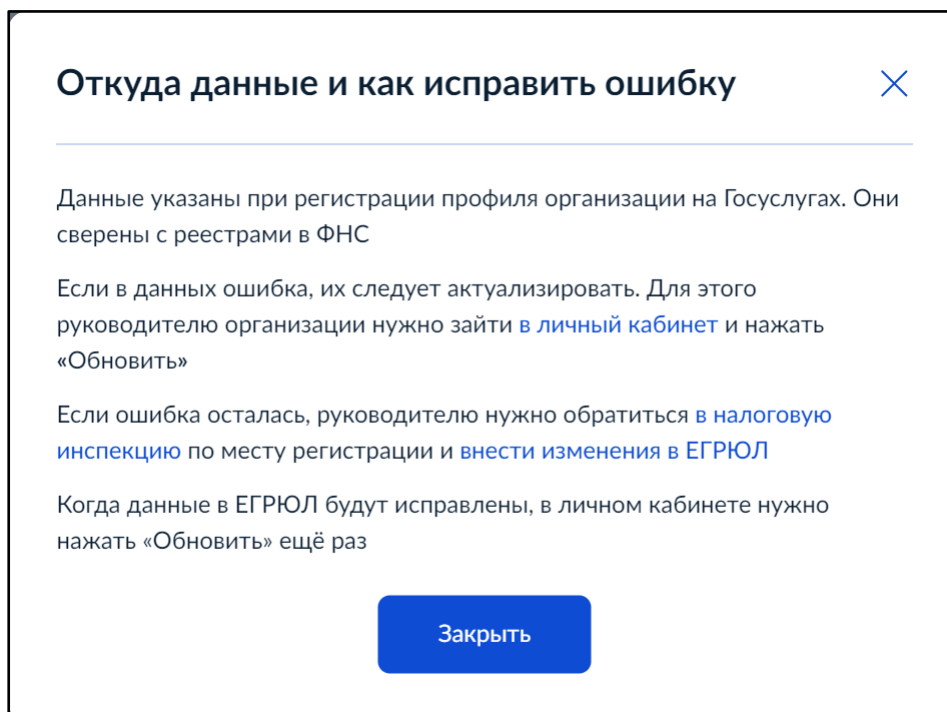 Откуда данные и как исправить ошибку
Данные указаны при регистрации профиля организации на Госуслугах. Они
сверены с реестрами в ФНС
Если в данных ошибка, их следует актуализировать. Для этого
руководителю организации нужно зайти в личный кабинет и нажать
«Обновить»
Если ошибка осталась, руководителю нужно обратиться в налоговую
инспекцию по месту регистрации и внести изменения в ЕГРЮЛ
Когда данные в ЕГРЮЛ будут исправлены, в личном кабинете нужно
нажать «Обновить» ещё раз
Закрыть